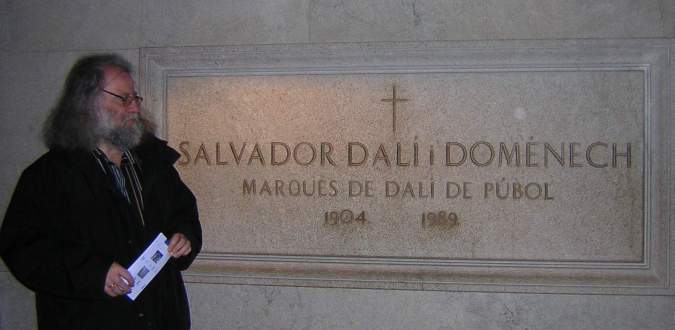 SALVADOR DALÍ i DOMÈNECH
MARQUÈS DE DALÍ DE PÚBOL
1904 1989